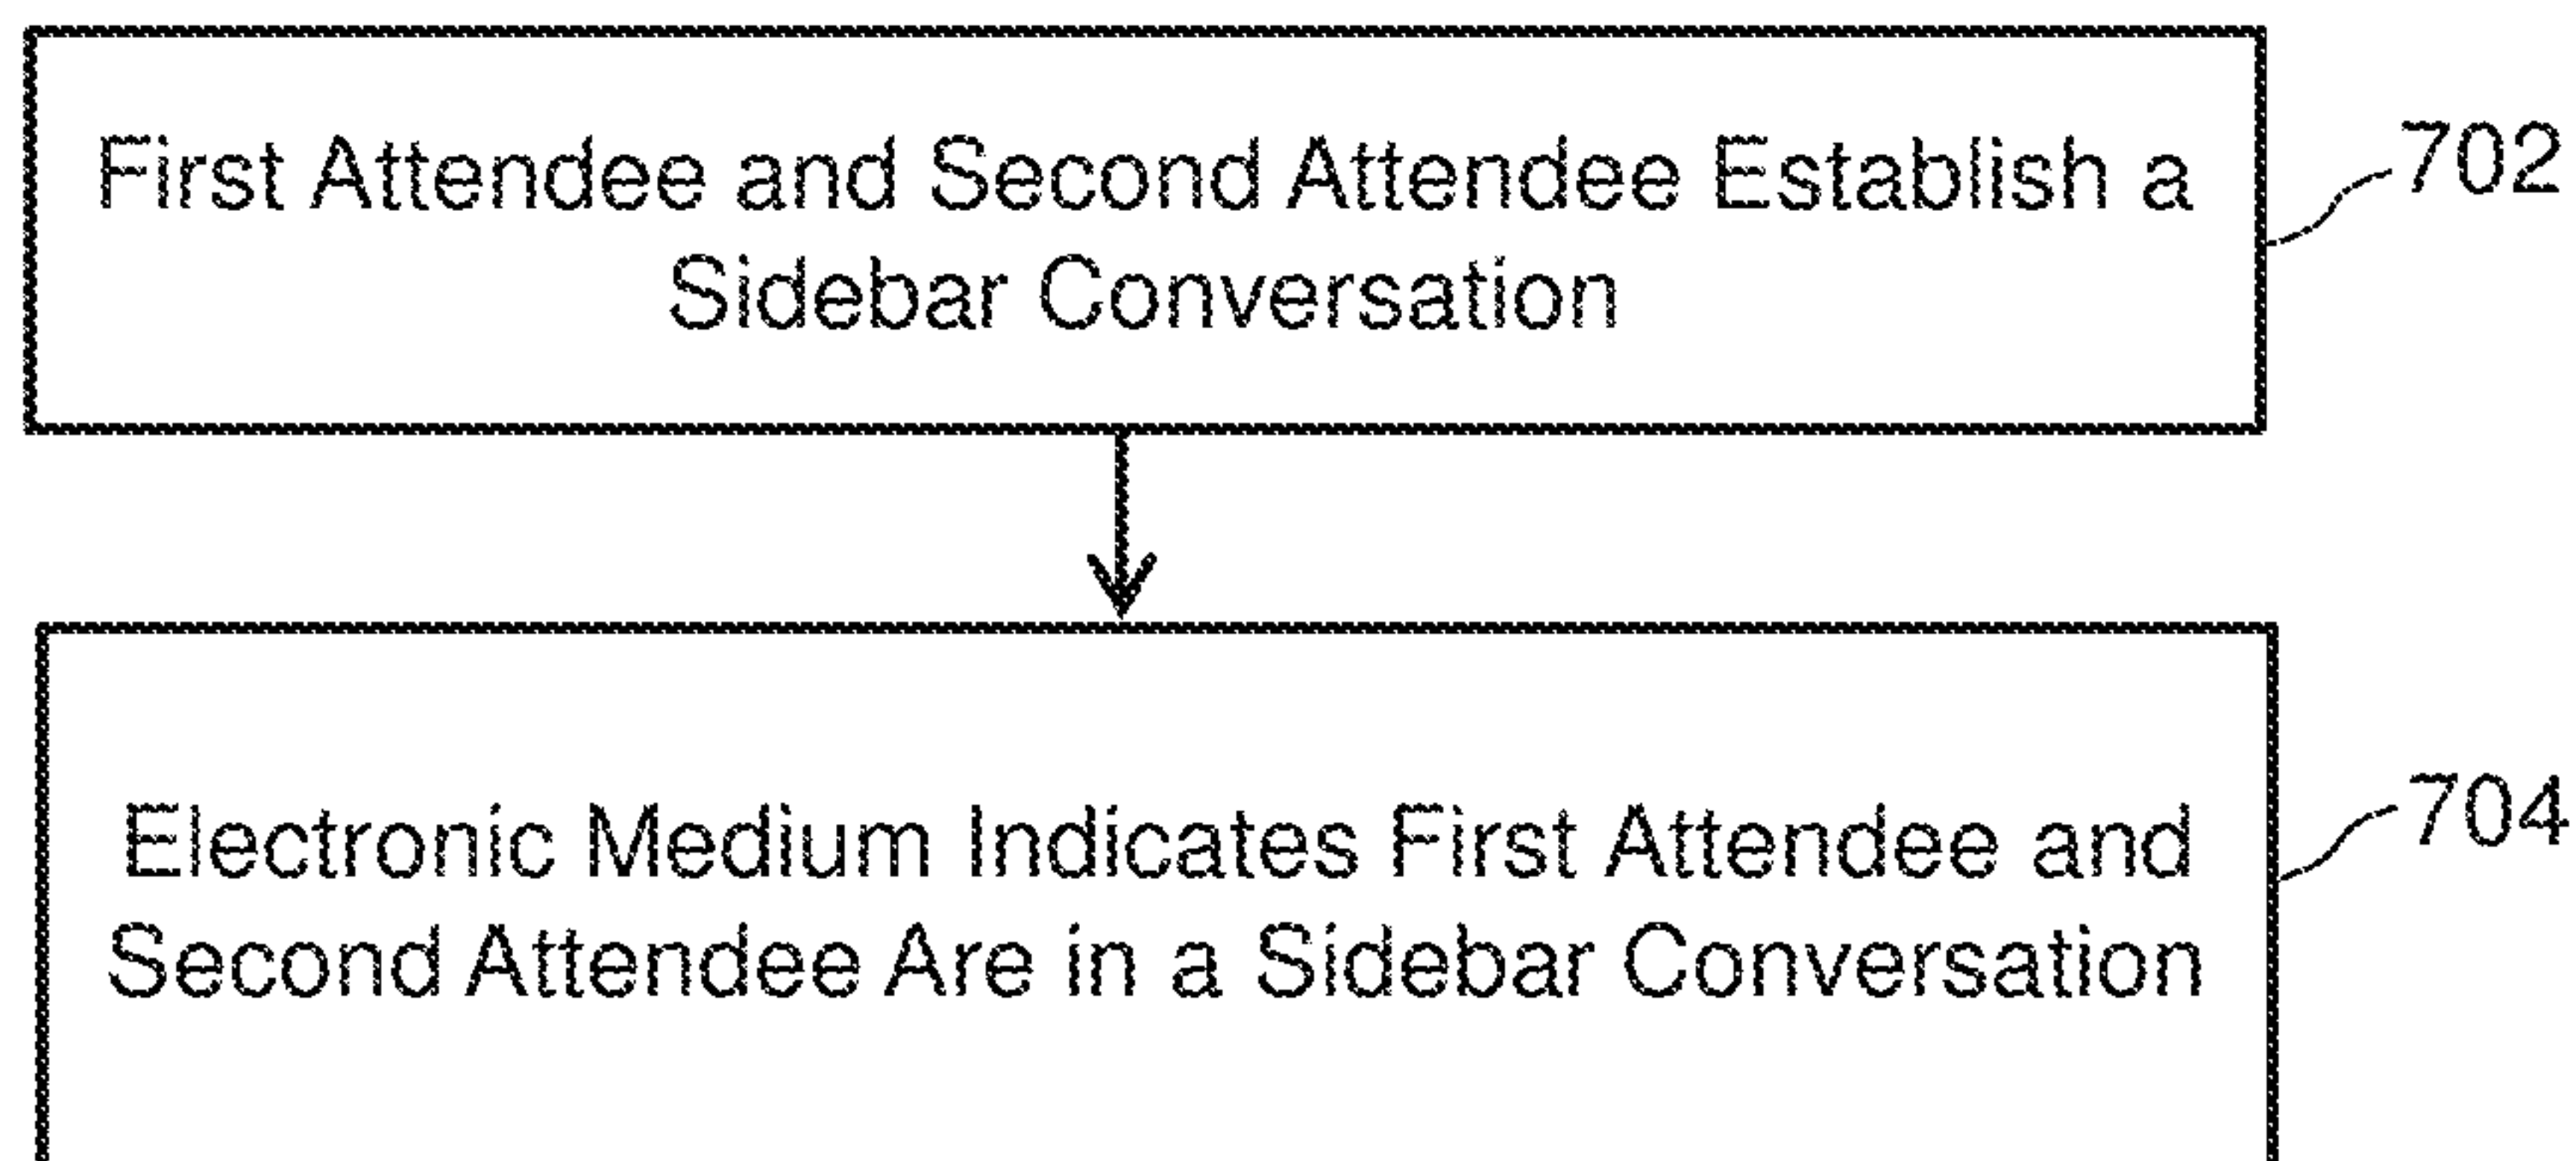 First Attendee and Second Attendee Establish a
Sidebar Conversation
702
Electronic Medium Indicates First Attendee and
Second Attendee Are in a Sidebar Conversation
704